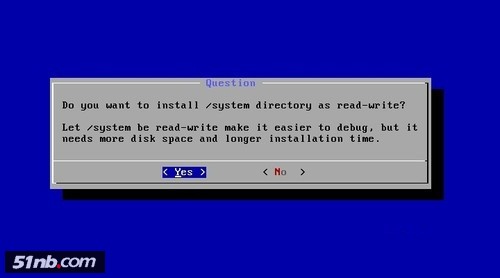 Question
Do you want to install /system directory as read-write?
Let /system be read-write make it easier to debug, but it
needs more disk space and longer installation time.
< Yes > < No >
51nb.com